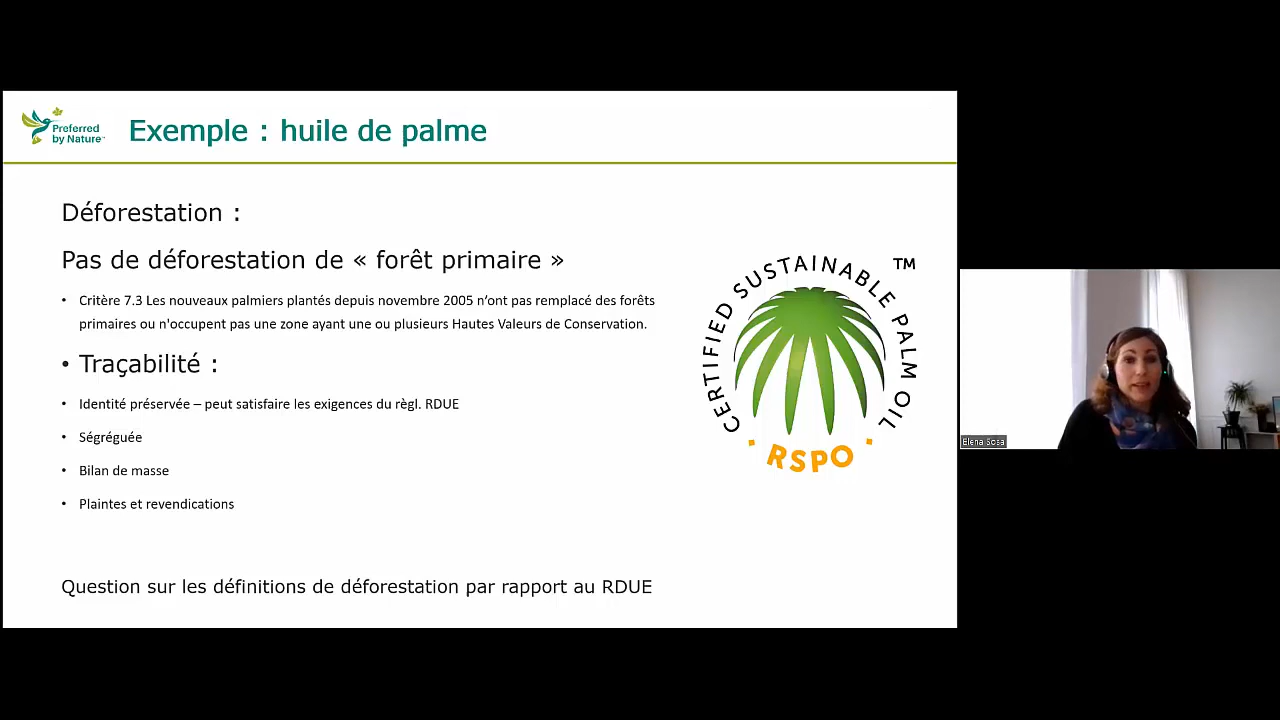 Preferred
by Nature™
Exemple : huile de palme
Déforestation :
Pas de déforestation de « forêt primaire »
• Critère 7.3 Les nouveaux palmiers plantés depuis novembre 2005 n’ont pas remplacé des forêts
primaires ou n'occupent pas une zone ayant une ou plusieurs Hautes Valeurs de Conservation.
• Traçabilité :
• Identité préservée – peut satisfaire les exigences du règl. RDUE
• Ségréguée
• Bilan de masse
• Plaintes et revendications
Question sur les définitions de déforestation par rapport au RDUE
CERTIFIED SUSTAINABLE PALM OIL
TM
RSPO
Elena Sosa